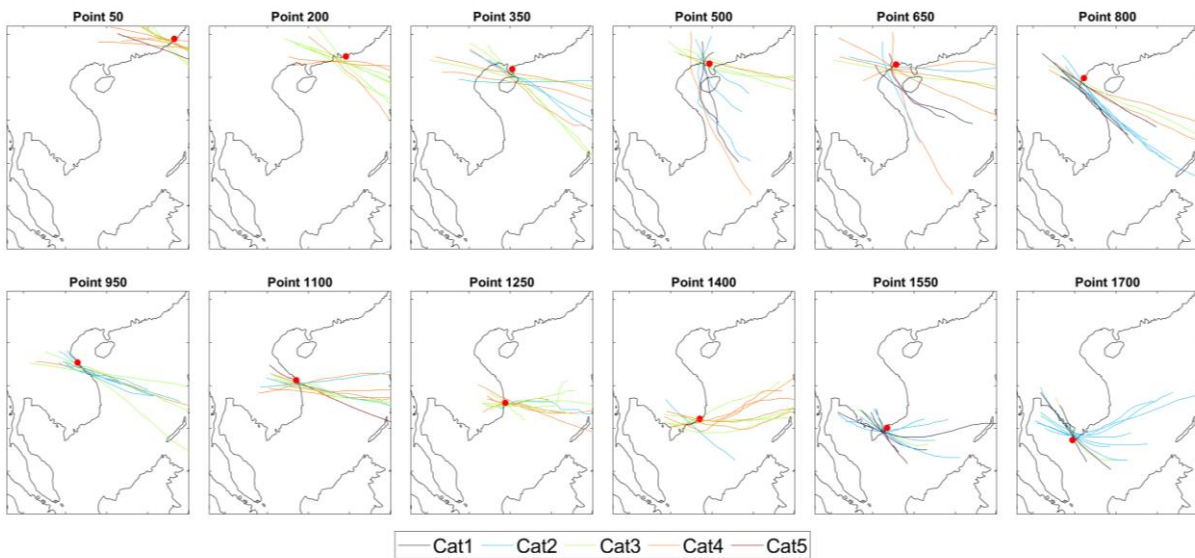 Point 50 Point 200 Point 350 Point 500 Point 650 Point 800
Point 950 Point 1100 Point 1250 Point 1400 Point 1550 Point 1700
Cat1 Cat2 Cat3 Cat4 Cat5